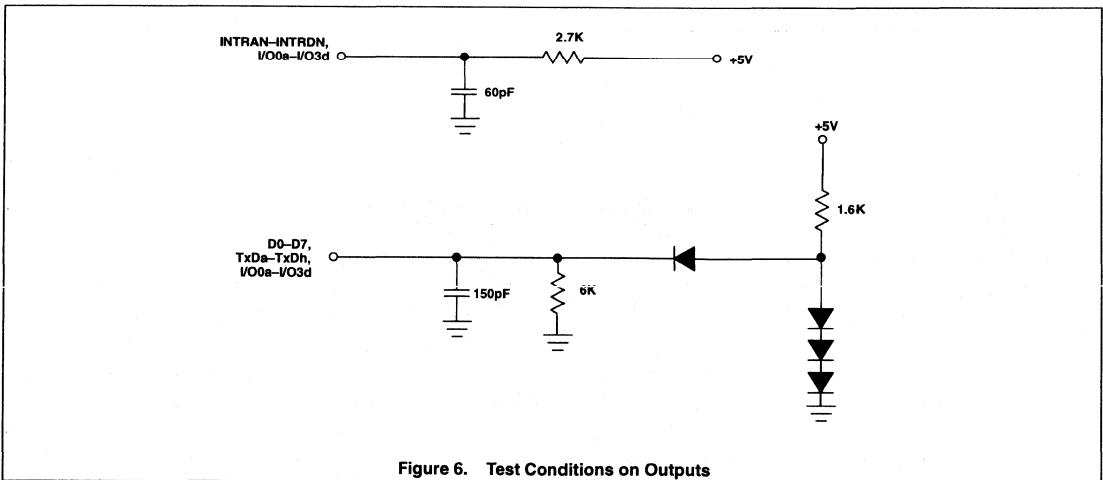 2.7K
INTRAN–INTRDN,
I/O0a–I/O3d
+5V
60pF
+5V
1.6K
D0–D7,
TxDa–TxDh,
I/O0a–I/O3d
150pF
6K
Figure 6. Test Conditions on Outputs